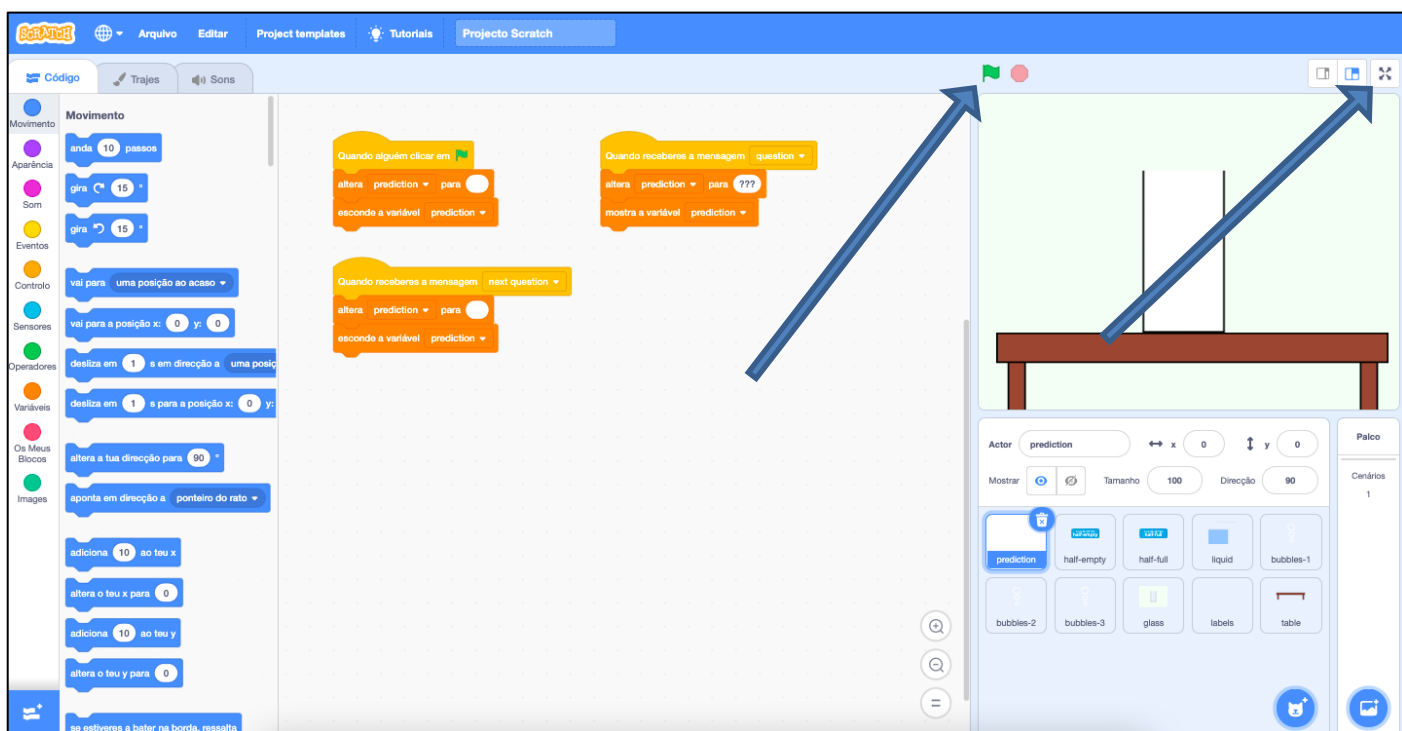 SCRATCH
Arquivo
Editar
Project templates
Tutoriais
Projecto Scratch
Código
Trajes
Sons
Movimento
Aparência
Som
Eventos
Controlo
Sensores
Operadores
Variáveis
Os Meus
Blocos
Images
Movimento
anda 10 passos
gira 15 °
gira 15 °
vai para uma posição ao acaso
vai para a posição x: 0 y: 0
desliza em 1 s em direcção a uma posiç
desliza em 1 s para a posição x: 0 y:
altera a tua direcção para 90 °
aponta em direcção a ponteiro do rato
adiciona 10 ao teu x
altera o teu x para 0
adiciona 10 ao teu y
altera o teu y para 0
se estiveres a bater na borda, ressalta
Quando alguém clicar em
altera prediction para
esconde a variável prediction
Quando receberes a mensagem question
altera prediction para ???
mostra a variável prediction
Quando receberes a mensagem next question
altera prediction para
esconde a variável prediction
Actor prediction x 0 y 0
Mostrar Tamanho 100 Direcção 90
prediction
half-empty
half-empty
half-full
half-full
liquid
bubbles-1
bubbles-2
bubbles-3
glass
labels
table
Palco
Cenários
1